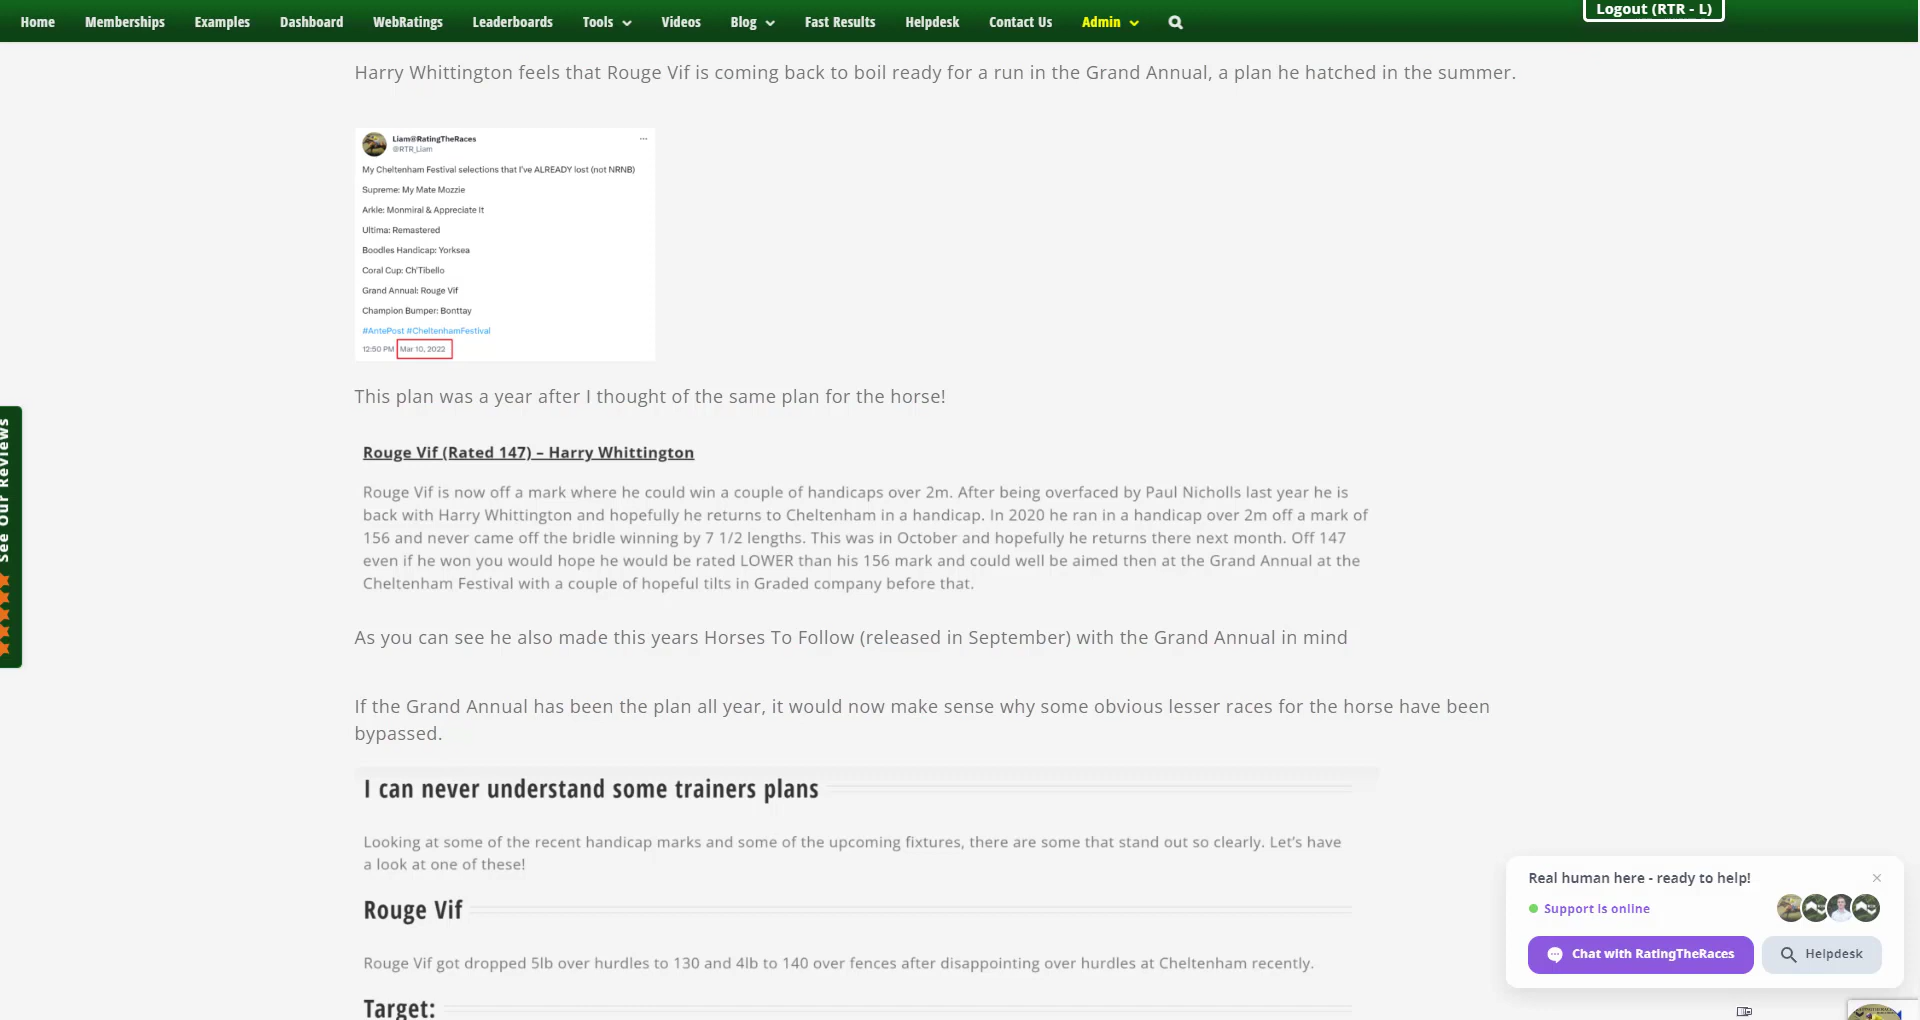 Home Memberships Examples Dashboard WebRatings Leaderboards Tools Videos Blog Fast Results Helpdesk Contact Us Admin
Logout (RTR - L)
Harry Whittington feels that Rouge Vif is coming back to boil ready for a run in the Grand Annual, a plan he hatched in the summer.
Liam@RatingTheRaces
@RTR_Liam
My Cheltenham Festival selections that I've ALREADY lost (not NRNB)
Supreme: My Mate Mozzie
Arkle: Monmiral & Appreciate It
Ultima: Remastered
Boodles Handicap: Yorksea
Coral Cup: Ch'Tibello
Grand Annual: Rouge Vif
Champion Bumper: Bonttay
#AntePost #CheltenhamFestival
12:50 PM Mar 10, 2022
This plan was a year after I thought of the same plan for the horse!
Rouge Vif (Rated 147) – Harry Whittington
Rouge Vif is now off a mark where he could win a couple of handicaps over 2m. After being overfaced by Paul Nicholls last year he is
back with Harry Whittington and hopefully he returns to Cheltenham in a handicap. In 2020 he ran in a handicap over 2m off a mark of
156 and never came off the bridle winning by 7 1/2 lengths. This was in October and hopefully he returns there next month. Off 147
even if he won you would hope he would be rated LOWER than his 156 mark and could well be aimed then at the Grand Annual at the
Cheltenham Festival with a couple of hopeful tilts in Graded company before that.
As you can see he also made this years Horses To Follow (released in September) with the Grand Annual in mind
If the Grand Annual has been the plan all year, it would now make sense why some obvious lesser races for the horse have been
bypassed.
I can never understand some trainers plans
Looking at some of the recent handicap marks and some of the upcoming fixtures, there are some that stand out so clearly. Let's have
a look at one of these!
Rouge Vif
Rouge Vif got dropped 5lb over hurdles to 130 and 4lb to 140 over fences after disappointing over hurdles at Cheltenham recently.
Target:
See Our Reviews
Real human here - ready to help!
Support Is online
Chat with RatingTheRaces
Helpdesk